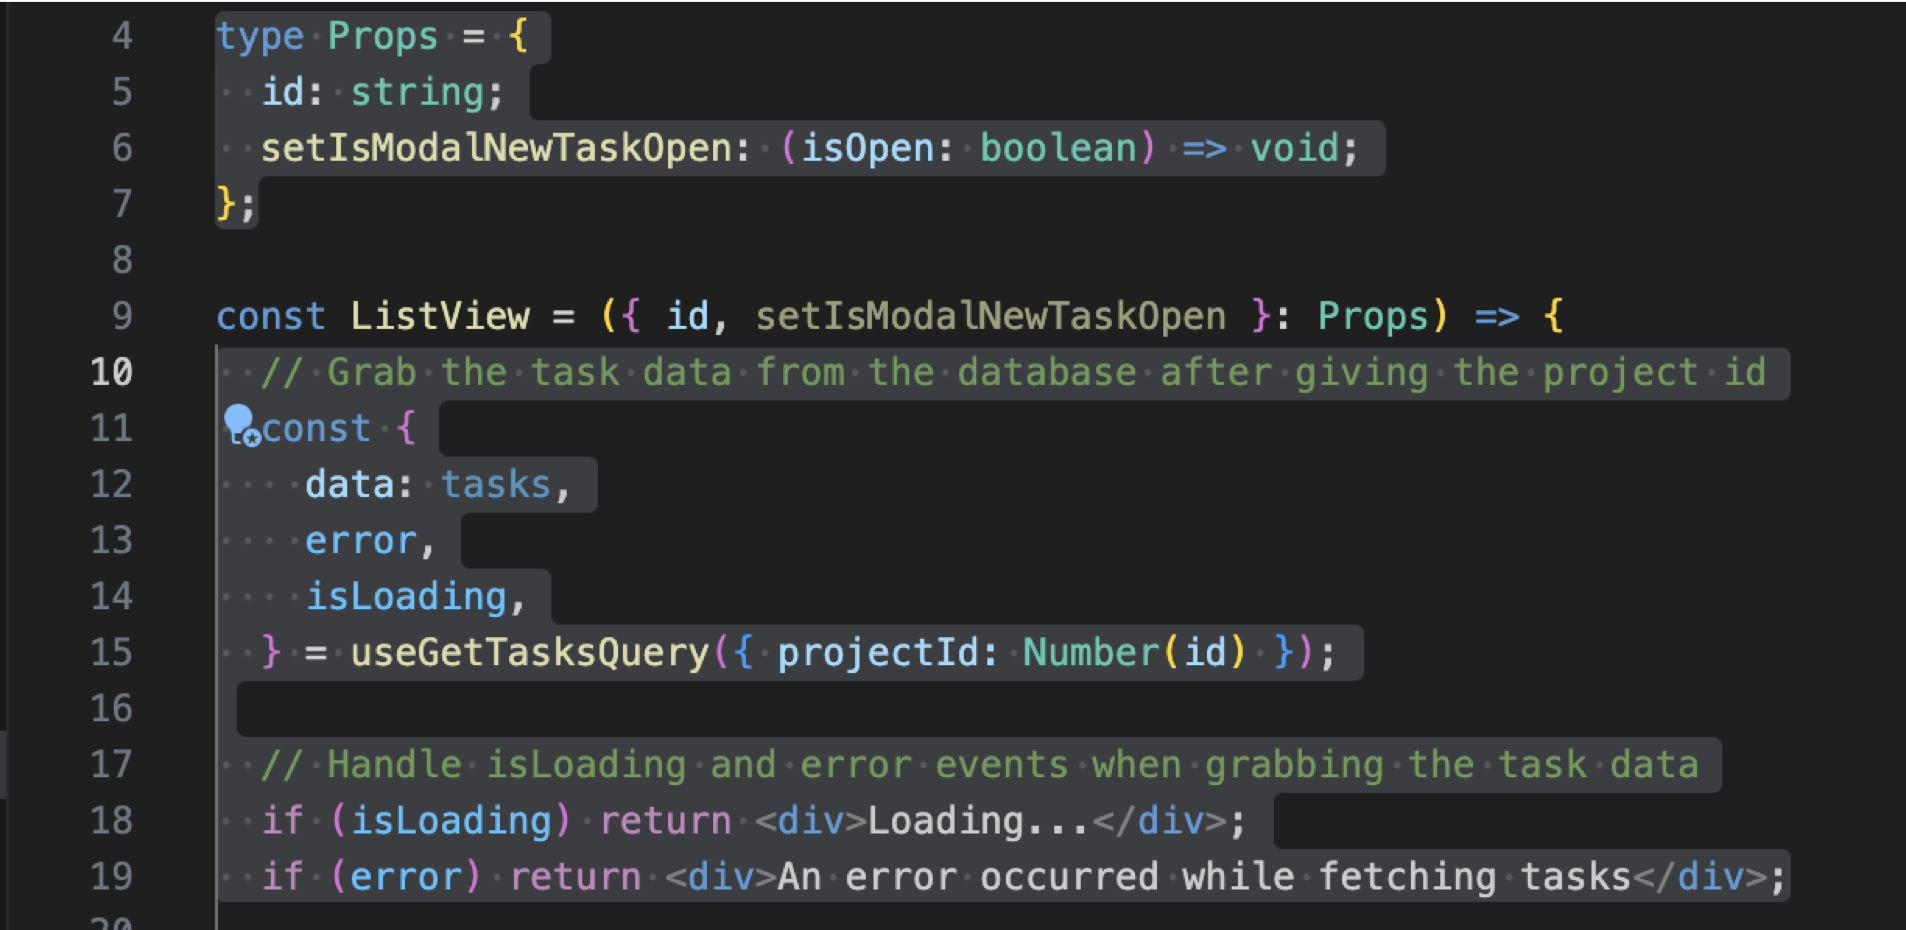 4 type Props = {
5   id: string;
6   setIsModalNewTaskOpen: (isOpen: boolean) => void;
7 };
8
9 const ListView = ({ id, setIsModalNewTaskOpen }: Props) => {
10   // Grab the task data from the database after giving the project id
11   const {
12     data: tasks,
13     error,
14     isLoading,
15   } = useGetTasksQuery({ projectId: Number(id) });
16
17   // Handle isLoading and error events when grabbing the task data
18   if (isLoading) return <div>Loading...</div>;
19   if (error) return <div>An error occurred while fetching tasks</div>;
20